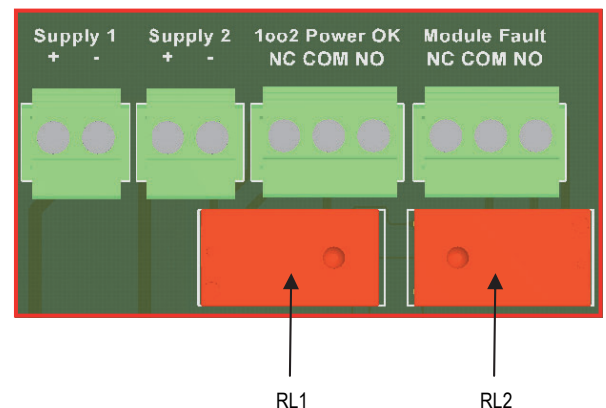 Supply 1 Supply 2 1oo2 Power OK Module Fault
+ - + - NC COM NO NC COM NO
RL1 RL2